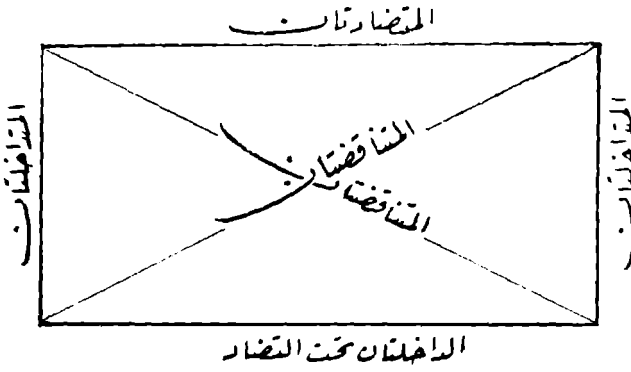 المتضادتان
المتداخلتان
المتداخلتان
المتناقضتان
المتناقضتان
الداخلتان تحت التضاد